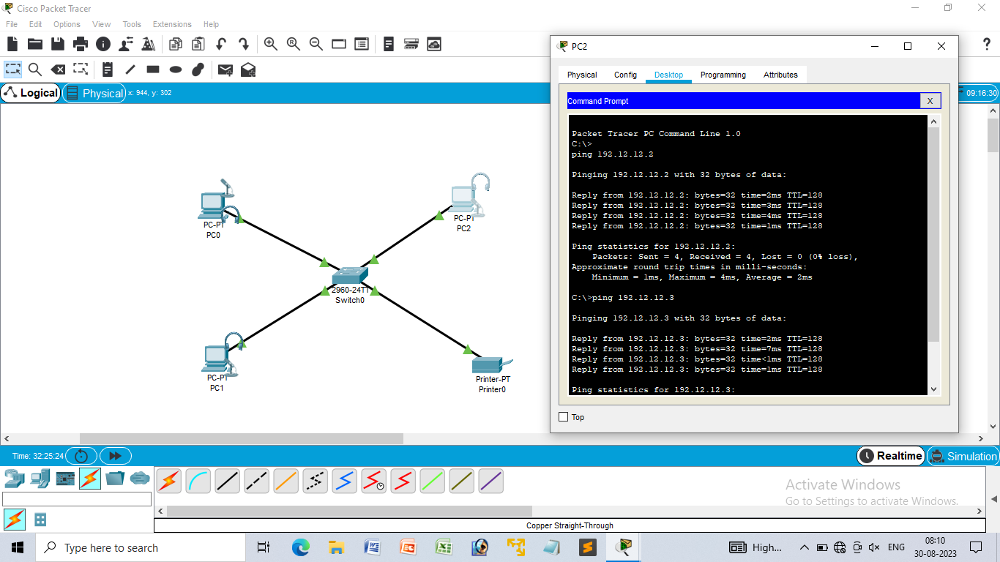 Cisco Packet Tracer
File Edit Options View Tools Extensions Help
Logical
Physical
x: 944, y: 302
09:16:30
PC2
Physical Config Desktop Programming Attributes
Command Prompt
X
Packet Tracer PC Command Line 1.0
C:\>
ping 192.12.12.2
Pinging 192.12.12.2 with 32 bytes of data:
Reply from 192.12.12.2: bytes=32 time=2ms TTL=128
Reply from 192.12.12.2: bytes=32 time=3ms TTL=128
Reply from 192.12.12.2: bytes=32 time=4ms TTL=128
Reply from 192.12.12.2: bytes=32 time=1ms TTL=128
Ping statistics for 192.12.12.2:
Packets: Sent = 4, Received = 4, Lost = 0 (0% loss),
Approximate round trip times in milli-seconds:
Minimum = 1ms, Maximum = 4ms, Average = 2ms
C:\>ping 192.12.12.3
Pinging 192.12.12.3 with 32 bytes of data:
Reply from 192.12.12.3: bytes=32 time=2ms TTL=128
Reply from 192.12.12.3: bytes=32 time=7ms TTL=128
Reply from 192.12.12.3: bytes=32 time<1ms TTL=128
Reply from 192.12.12.3: bytes=32 time=1ms TTL=128
Ping statistics for 192.12.12.3:
Top
PC-PT
PC0
PC-PT
PC2
2960-24TT
Switch0
PC-PT
PC1
Printer-PT
Printer0
Time: 32:25:24
Realtime
Simulation
Activate Windows
Go to Settings to activate Windows.
Copper Straight-Through
Type here to search
High...
ENG
08:10
30-08-2023